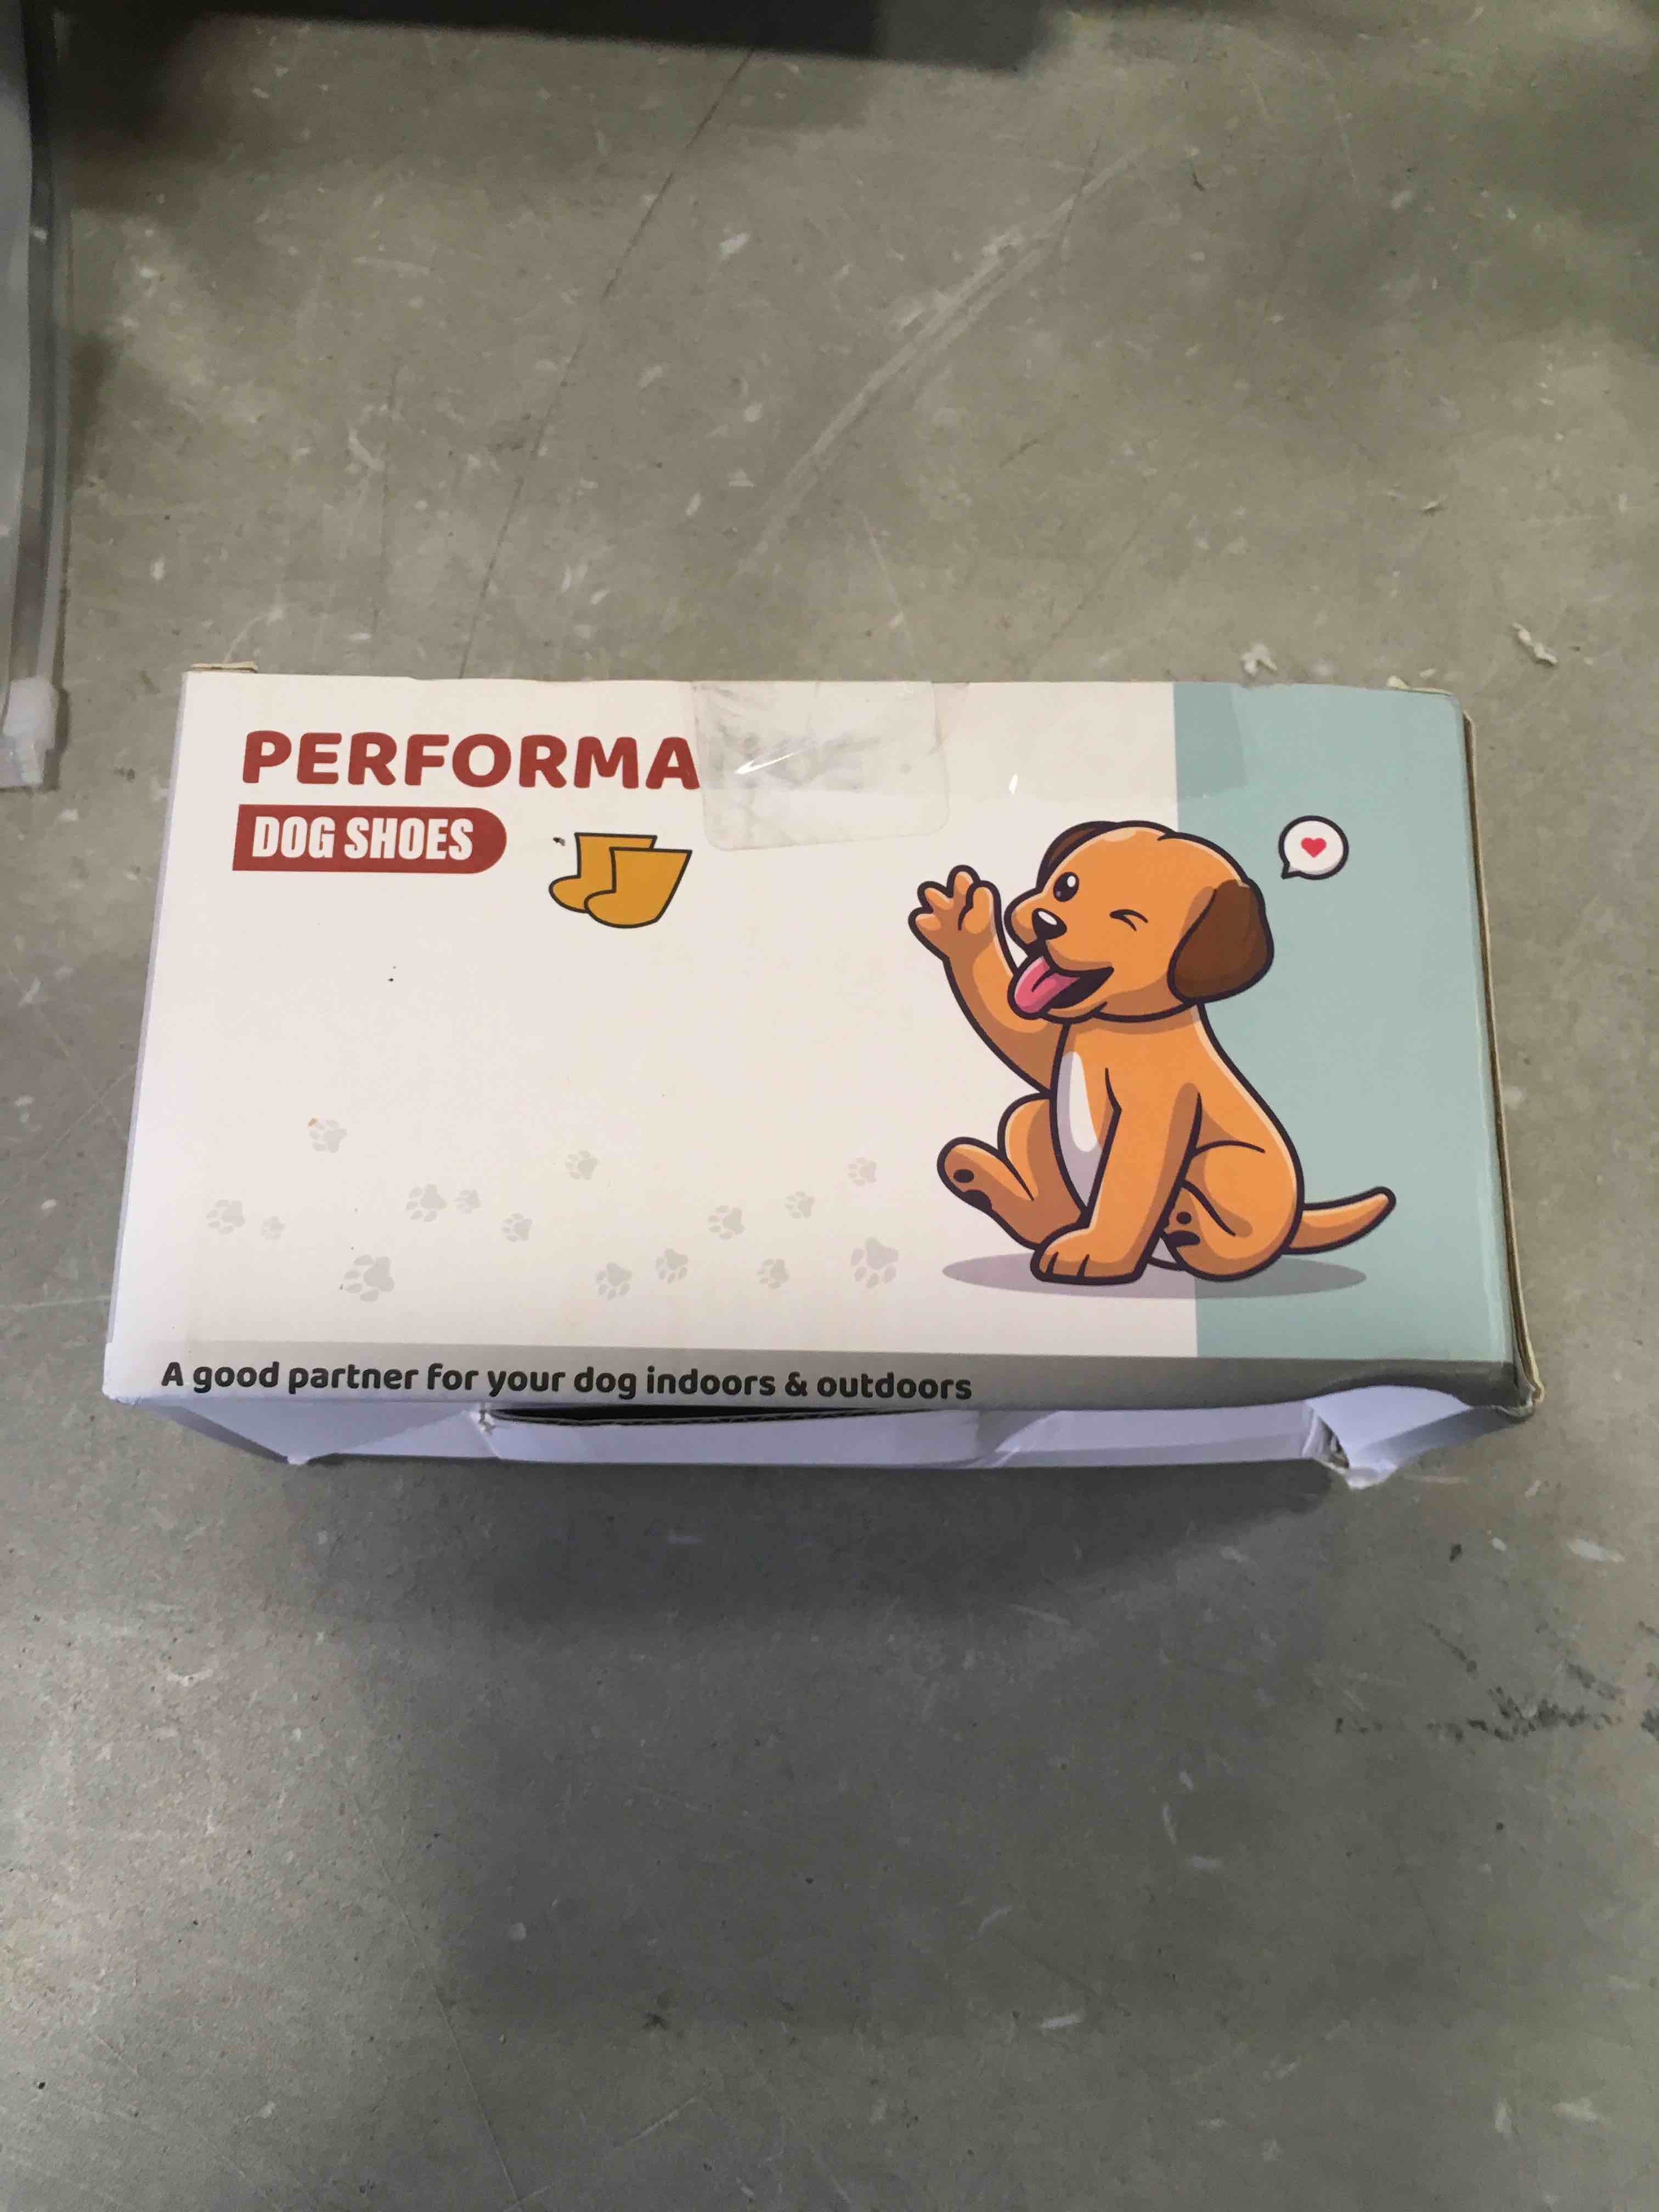 PERFORMA
DOG SHOES
A good partner for your dog indoors & outdoors